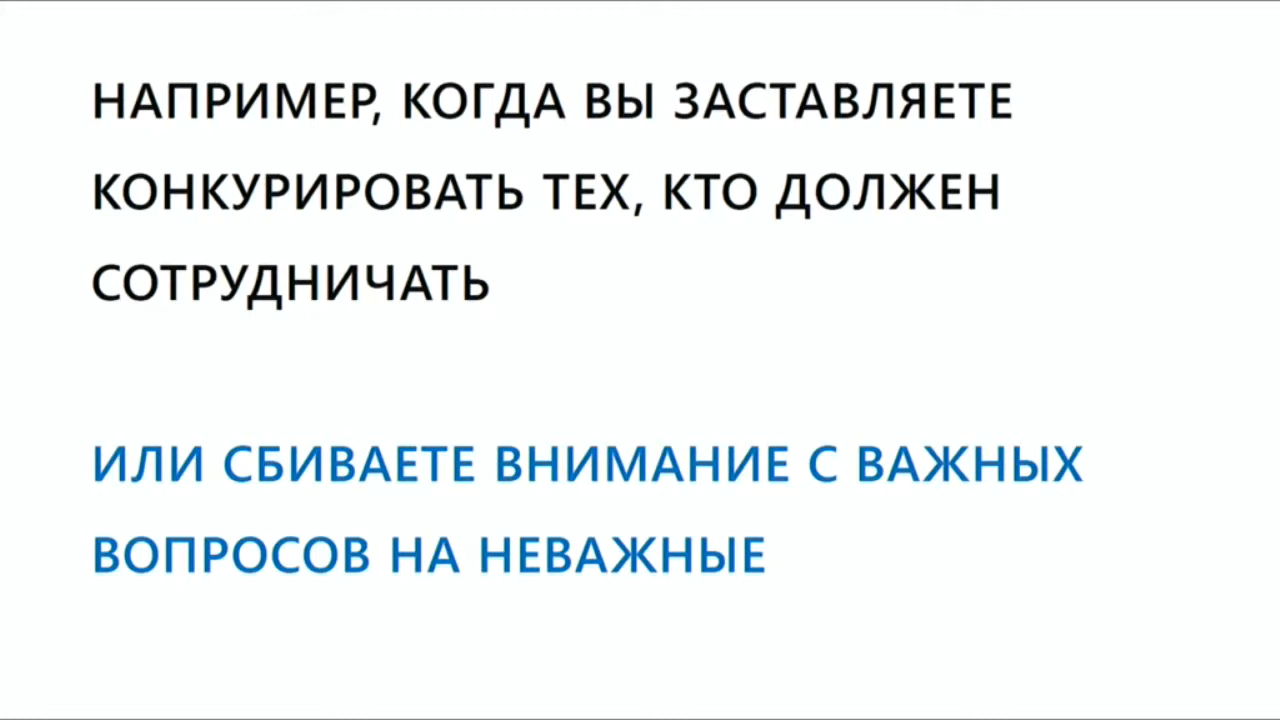 НАПРИМЕР, КОГДА ВЫ ЗАСТАВЛЯЕТЕ
КОНКУРИРОВАТЬ ТЕХ, КТО ДОЛЖЕН
СОТРУДНИЧАТЬ
ИЛИ СБИВАЕТЕ ВНИМАНИЕ С ВАЖНЫХ
ВОПРОСОВ НА НЕВАЖНЫЕ